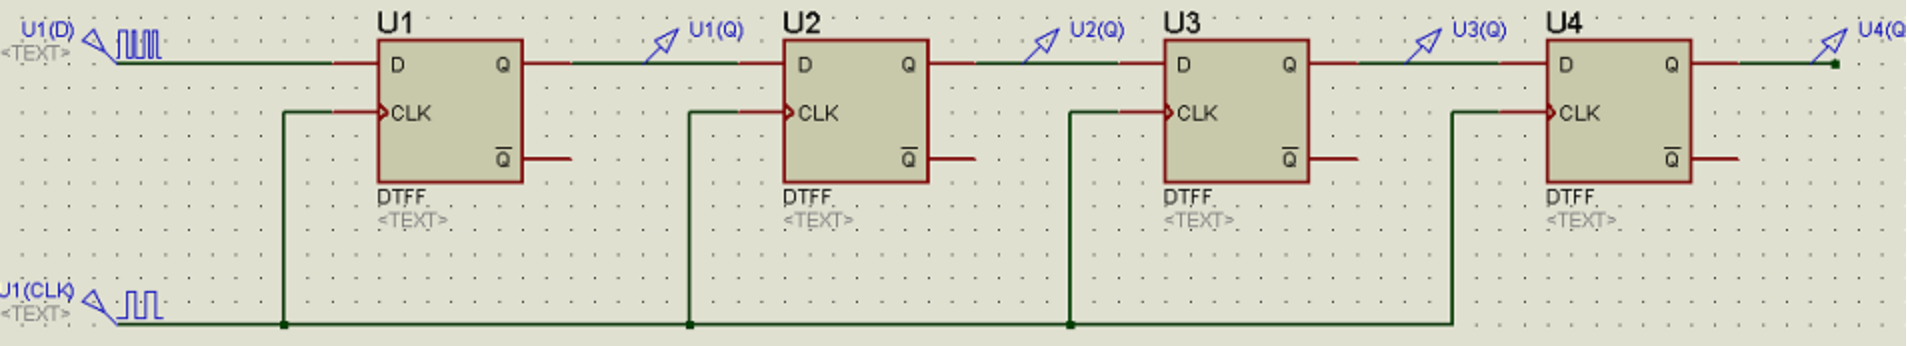 U1 U2 U3 U4
U1(D) U1(Q) U2(Q) U3(Q) U4(Q
<TEXT>
D Q D Q D Q D Q
CLK CLK CLK CLK
Q Q Q Q
DTFF DTFF DTFF DTFF
<TEXT> <TEXT> <TEXT> <TEXT>
U1(CLK)
<TEXT>